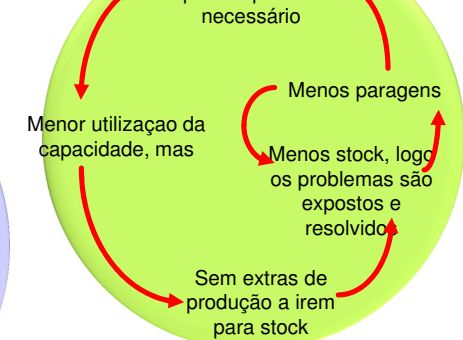 necessário
Menos paragens
Menor utilizaçao da
capacidade, mas
Menos stock, logo
os problemas são
expostos e
resolvidos
Sem extras de
produção a irem
para stock